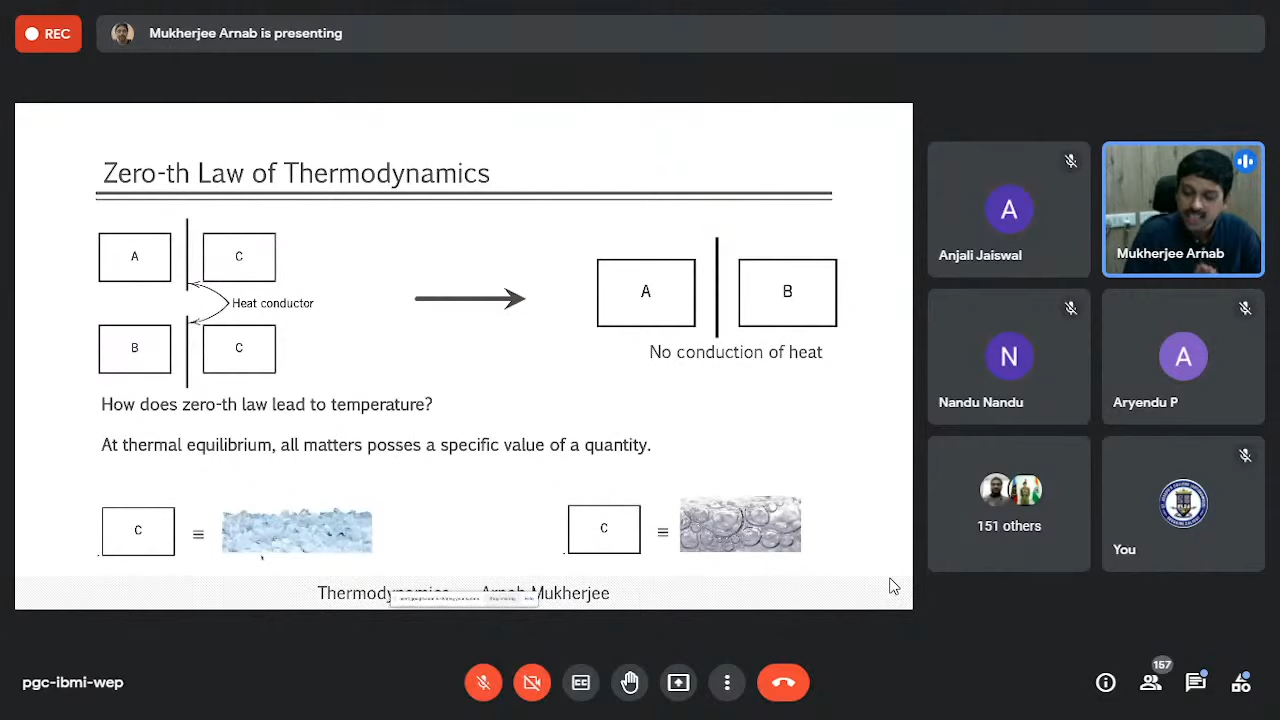 REC
Mukherjee Arnab is presenting
Zero-th Law of Thermodynamics
A
C
Heat conductor
B
C
A
B
No conduction of heat
How does zero-th law lead to temperature?
At thermal equilibrium, all matters posses a specific value of a quantity.
C ≡
C ≡
Thermodynamics Arnab Mukherjee
A
Anjali Jaiswal
Mukherjee Arnab
N
Nandu Nandu
A
Aryendu P
151 others
You
pgc-ibmi-wep
157